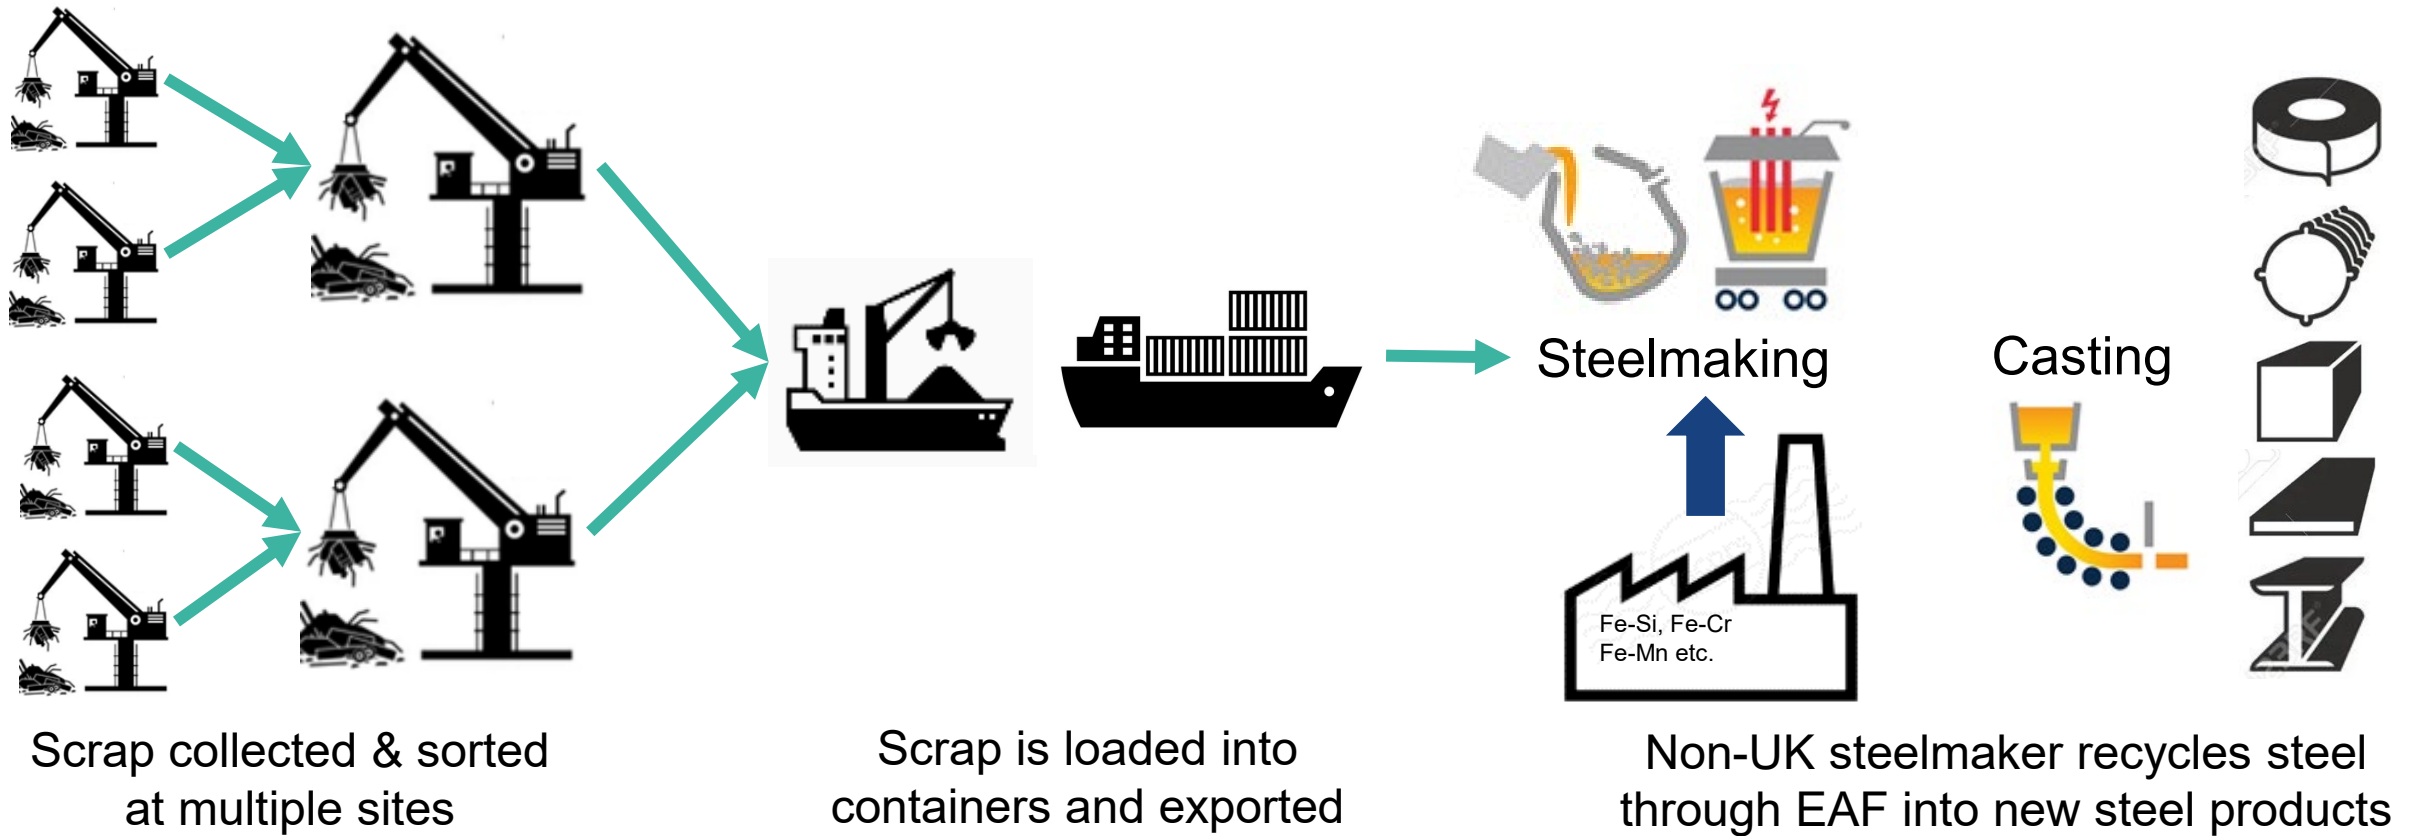 Steelmaking
Casting
Fe-Si, Fe-Cr
Fe-Mn etc.
Scrap collected & sorted
at multiple sites
Scrap is loaded into
containers and exported
Non-UK steelmaker recycles steel
through EAF into new steel products